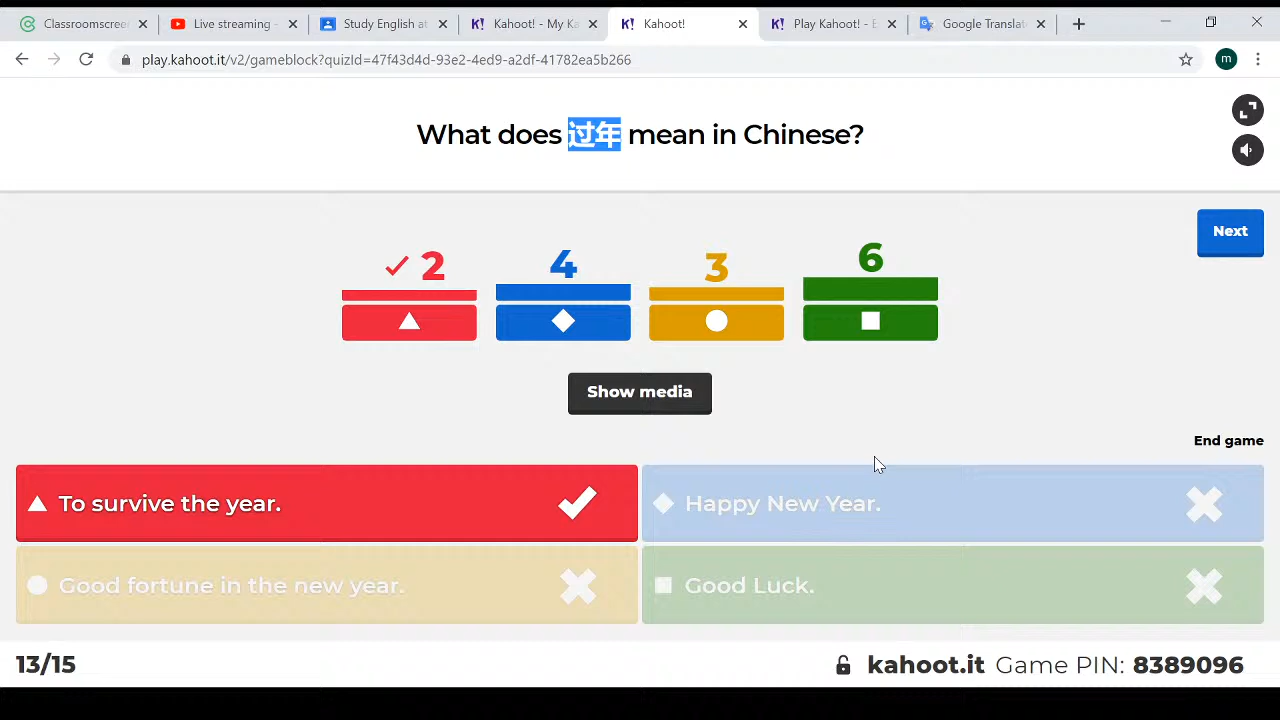 Classroomscree
Live streaming -
Study English at
K! Kahoot! - My Ka
K! Kahoot!
K! Play Kahoot! - E
Google Translat
play.kahoot.it/v2/gameblock?quizId=47f43d4d-93e2-4ed9-a2df-41782ea5b266
m
What does 过年 mean in Chinese?
Next
2
4
3
6
Show media
End game
To survive the year.
Happy New Year.
Good fortune in the new year.
Good Luck.
13/15
kahoot.it Game PIN: 8389096